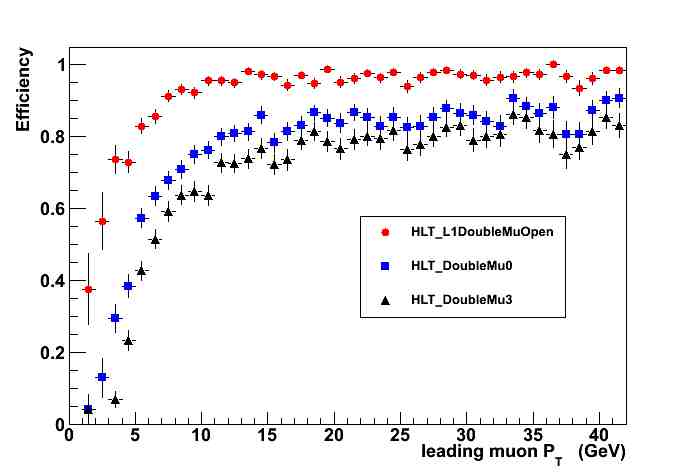 Efficiency
1
0.8
0.6
0.4
0.2
0
HLT_L1DoubleMuOpen
HLT_DoubleMu0
HLT_DoubleMu3
0 5 10 15 20 25 30 35 40
leading muon P_T (GeV)